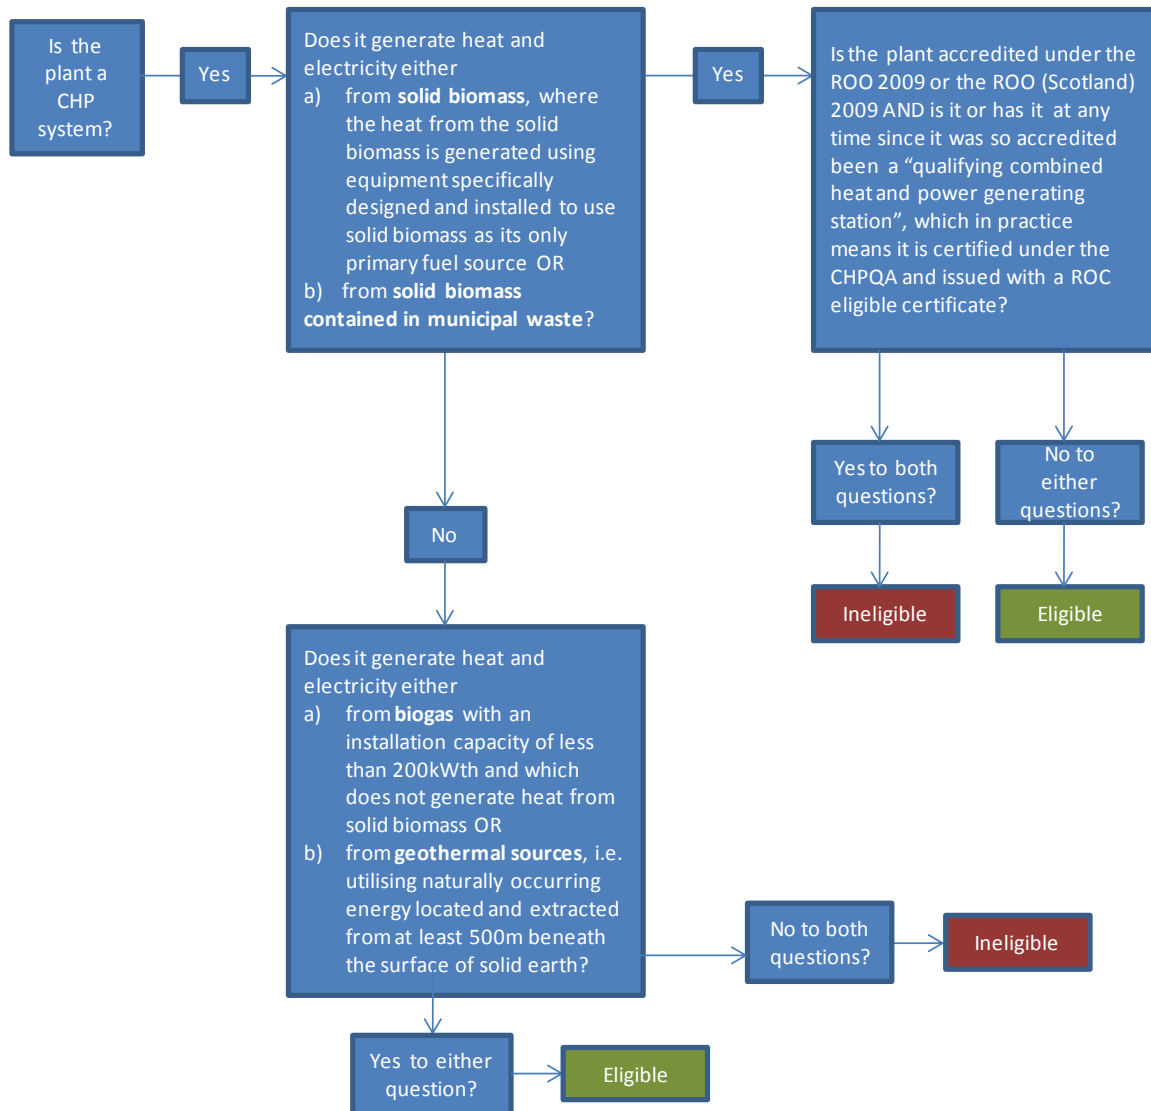 Is the
plant a
CHP
system?
Yes
Does it generate heat and
electricity either
a) from solid biomass, where
the heat from the solid
biomass is generated using
equipment specifically
designed and installed to use
solid biomass as its only
primary fuel source OR
b) from solid biomass
contained in municipal waste?
Yes
Is the plant accredited under the
ROO 2009 or the ROO (Scotland)
2009 AND is it or has it at any
time since it was so accredited
been a “qualifying combined
heat and power generating
station”, which in practice
means it is certified under the
CHPQA and issued with a ROC
eligible certificate?
Yes to both
questions?
No to
either
questions?
Ineligible
Eligible
No
Does it generate heat and
electricity either
a) from biogas with an
installation capacity of less
than 200kWth and which
does not generate heat from
solid biomass OR
b) from geothermal sources, i.e.
utilising naturally occurring
energy located and extracted
from at least 500m beneath
the surface of solid earth?
No to both
questions?
Ineligible
Yes to either
question?
Eligible